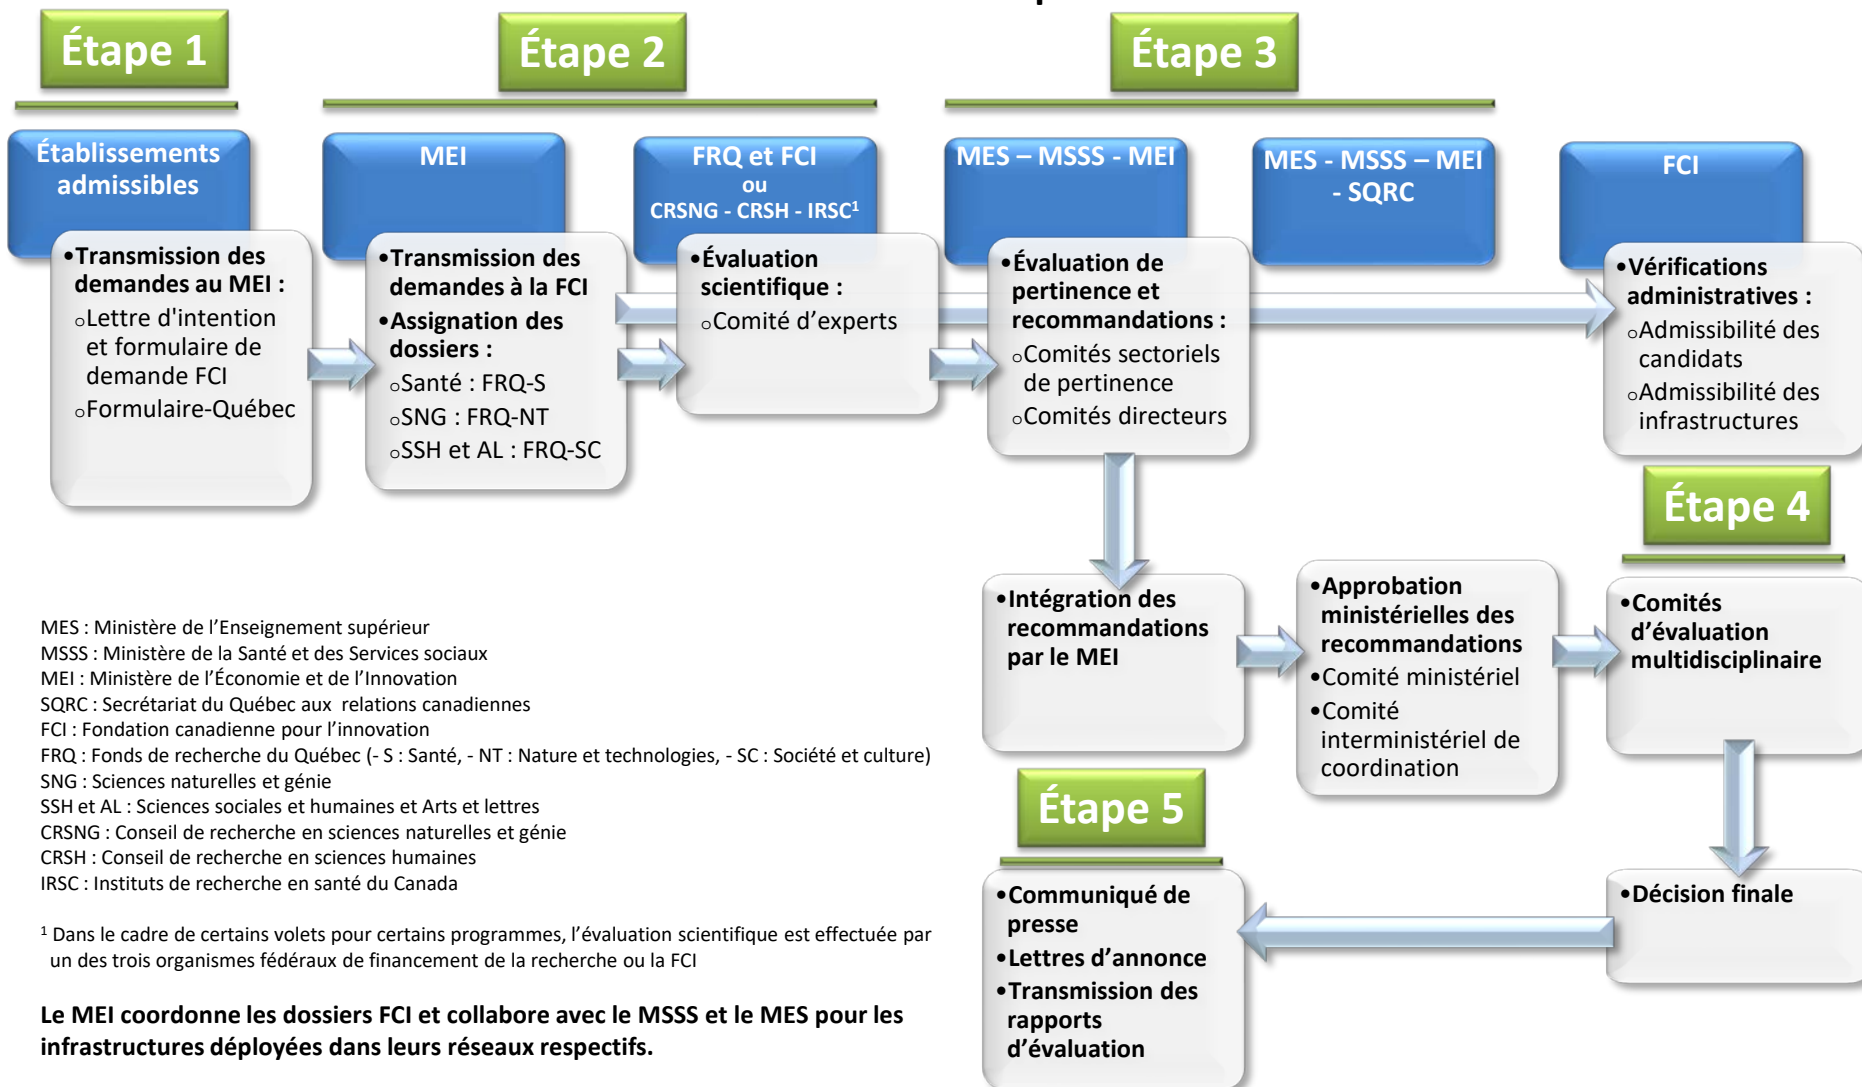 Étape 1
Étape 2
Étape 3
Établissements
admissibles
MEI
FRQ et FCI
ou
CRSNG - CRSH - IRSC¹
MES – MSSS - MEI
MES - MSSS – MEI
- SQRC
FCI
•Transmission des
demandes au MEI :
oLettre d'intention
et formulaire de
demande FCI
oFormulaire-Québec
•Transmission des
demandes à la FCI
•Assignation des
dossiers :
oSanté : FRQ-S
oSNG : FRQ-NT
oSSH et AL : FRQ-SC
•Évaluation
scientifique :
oComité d’experts
•Évaluation de
pertinence et
recommandations :
oComités sectoriels
de pertinence
oComités directeurs
•Vérifications
administratives :
oAdmissibilité des
candidats
oAdmissibilité des
infrastructures
Étape 4
•Intégration des
recommandations
par le MEI
•Approbation
ministérielles des
recommandations
•Comité ministériel
•Comité
interministériel de
coordination
•Comités
d’évaluation
multidisciplinaire
MES : Ministère de l’Enseignement supérieur
MSSS : Ministère de la Santé et des Services sociaux
MEI : Ministère de l’Économie et de l’Innovation
SQRC : Secrétariat du Québec aux relations canadiennes
FCI : Fondation canadienne pour l’innovation
FRQ : Fonds de recherche du Québec (- S : Santé, - NT : Nature et technologies, - SC : Société et culture)
SNG : Sciences naturelles et génie
SSH et AL : Sciences sociales et humaines et Arts et lettres
CRSNG : Conseil de recherche en sciences naturelles et génie
CRSH : Conseil de recherche en sciences humaines
IRSC : Instituts de recherche en santé du Canada
Étape 5
•Communiqué de
presse
•Lettres d’annonce
•Transmission des
rapports
d’évaluation
•Décision finale
¹ Dans le cadre de certains volets pour certains programmes, l’évaluation scientifique est effectuée par
un des trois organismes fédéraux de financement de la recherche ou la FCI
Le MEI coordonne les dossiers FCI et collabore avec le MSSS et le MES pour les
infrastructures déployées dans leurs réseaux respectifs.